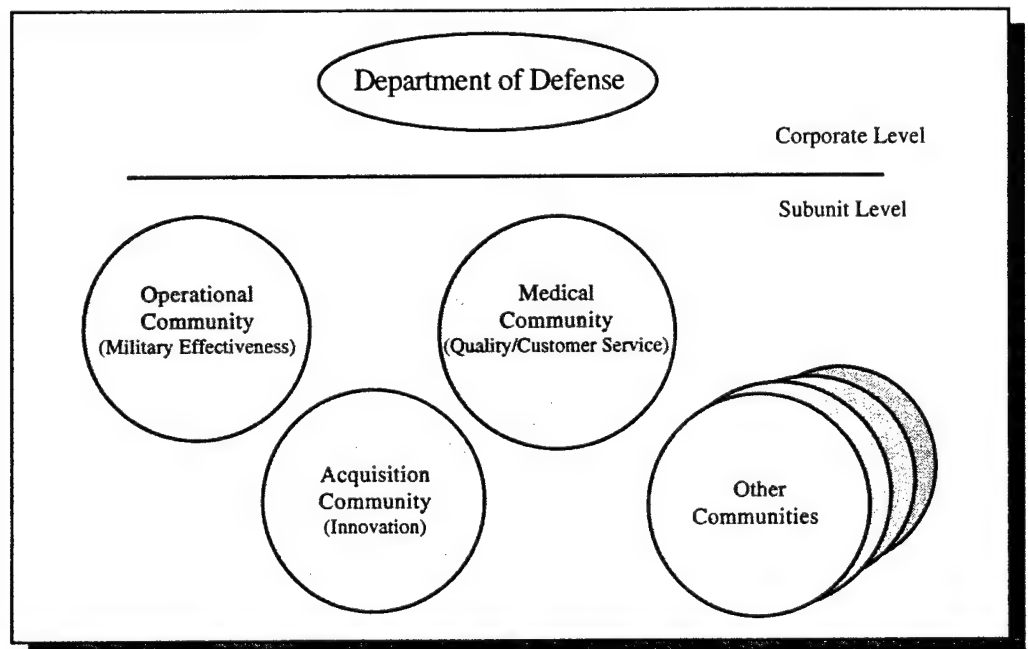 Department of Defense
Corporate Level
Subunit Level
Operational
Community
(Military Effectiveness)
Medical
Community
(Quality/Customer Service)
Acquisition
Community
(Innovation)
Other
Communities